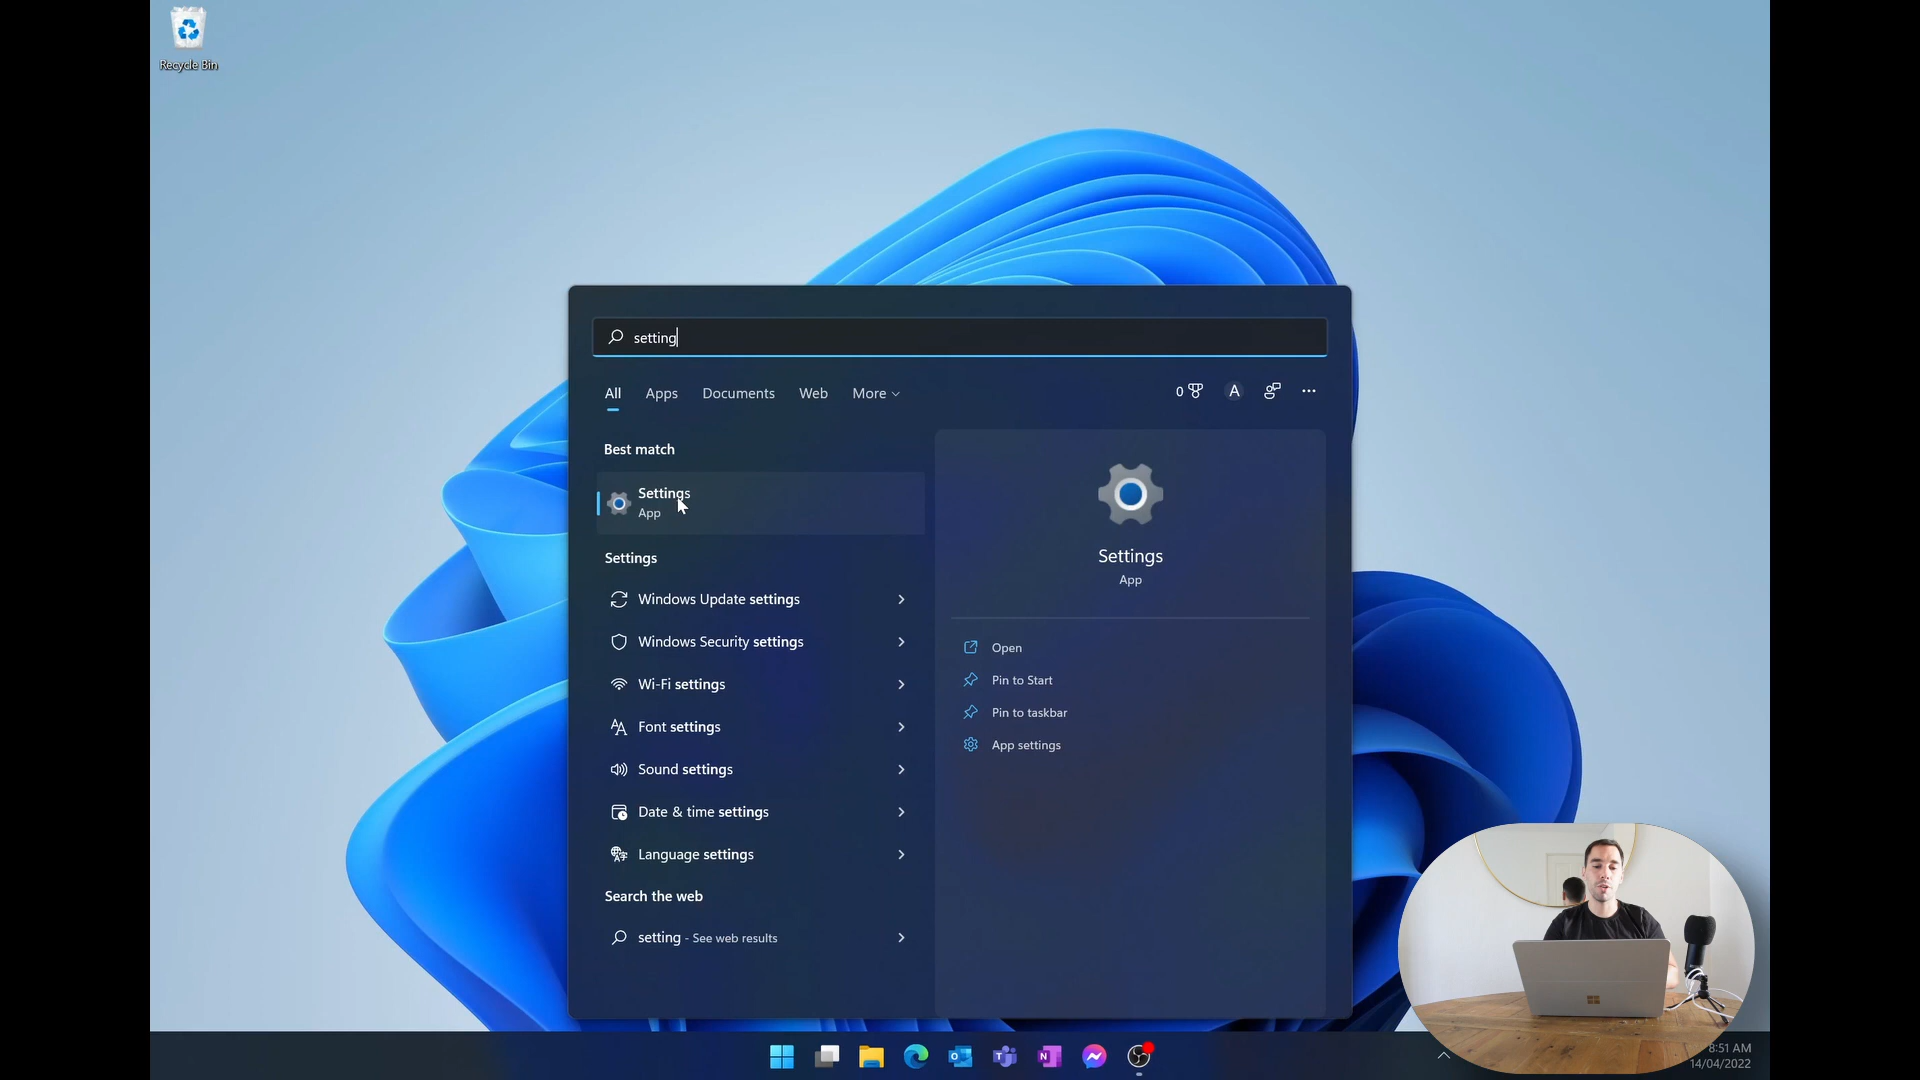 Recycle Bin
setting
All Apps Documents Web More
0 A
Best match
Settings
App
Settings
Windows Update settings
Windows Security settings
Wi-Fi settings
Font settings
Sound settings
Date & time settings
Language settings
Search the web
setting - See web results
Settings
App
Open
Pin to Start
Pin to taskbar
App settings
8:51 AM
14/04/2022